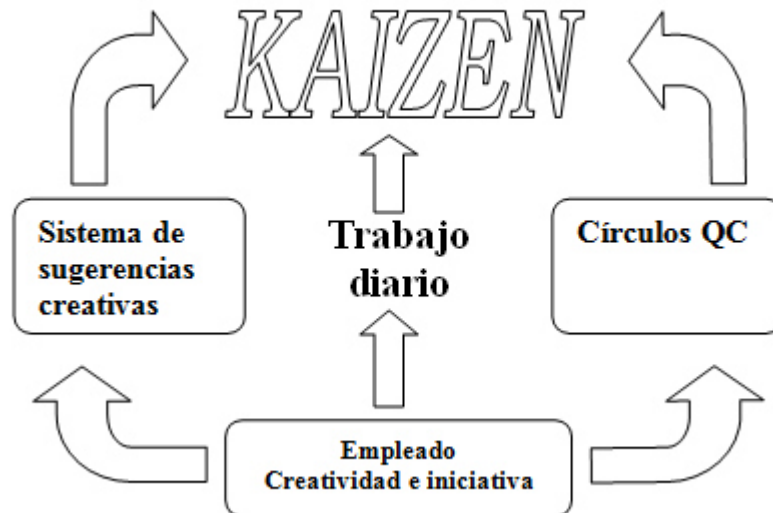 KAIZEN
Sistema de
sugerencias
creativas
Trabajo
diario
Círculos QC
Empleado
Creatividad e iniciativa